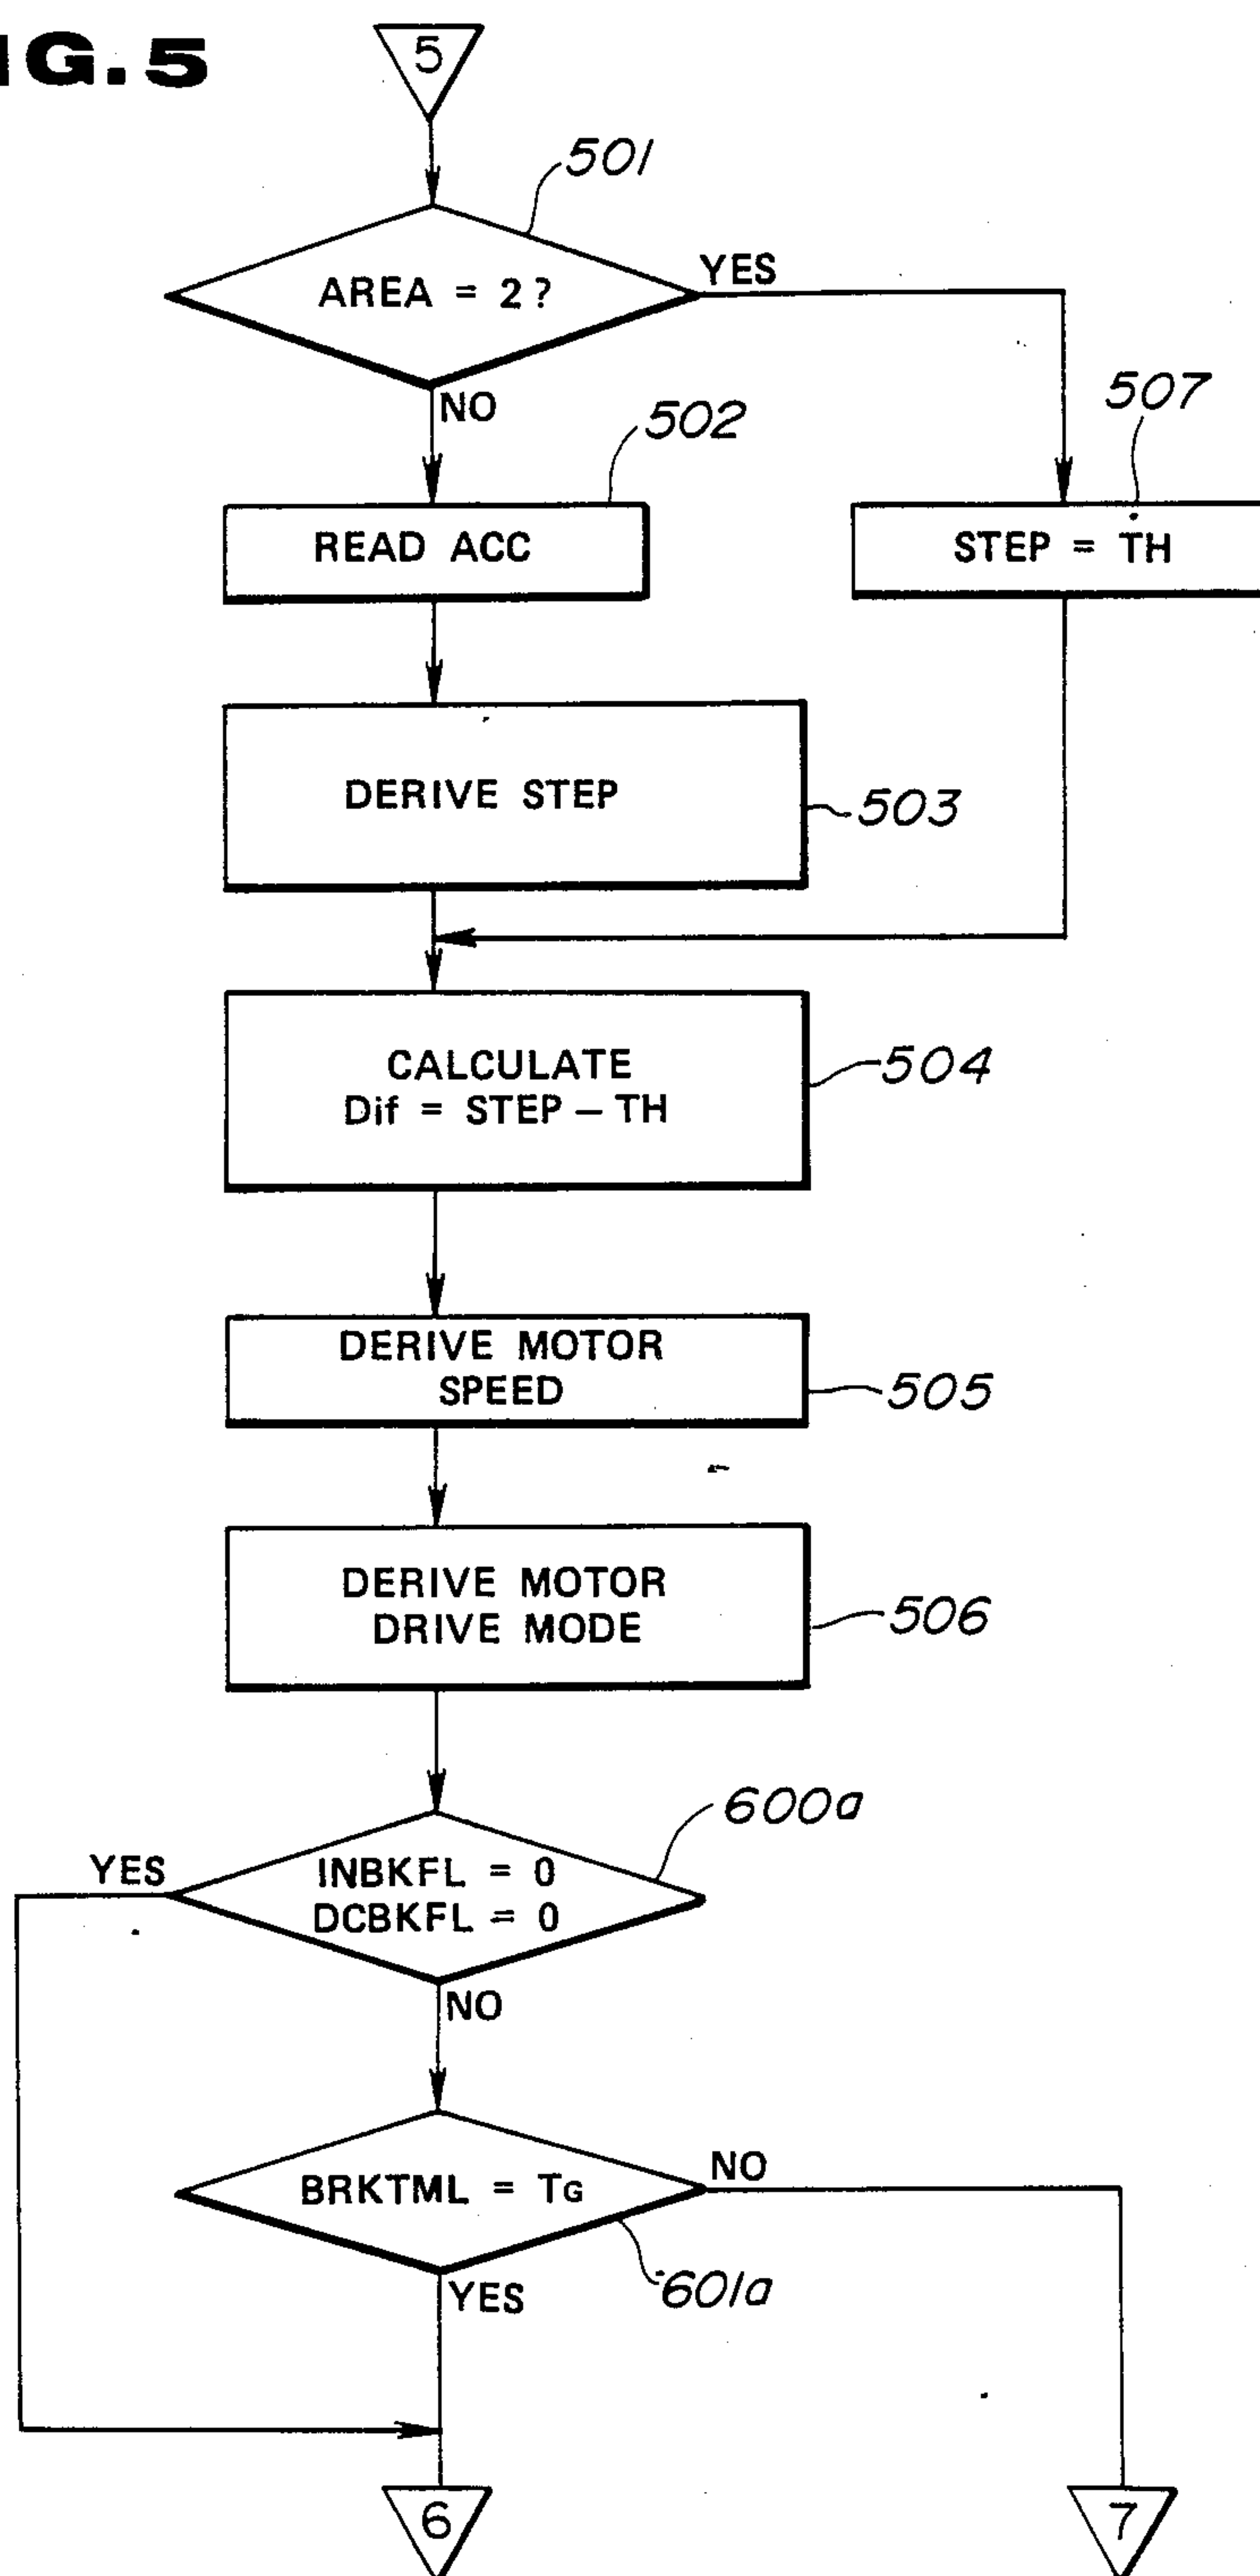 IG.5
5
501
AREA = 2?
YES
NO
502
507
READ ACC
STEP = TH
DERIVE STEP
503
CALCULATE
Dif = STEP – TH
504
DERIVE MOTOR
SPEED
505
DERIVE MOTOR
DRIVE MODE
506
600a
YES
INBKFL = 0
DCBKFL = 0
NO
BRKTML = TG
NO
601a
YES
6
7